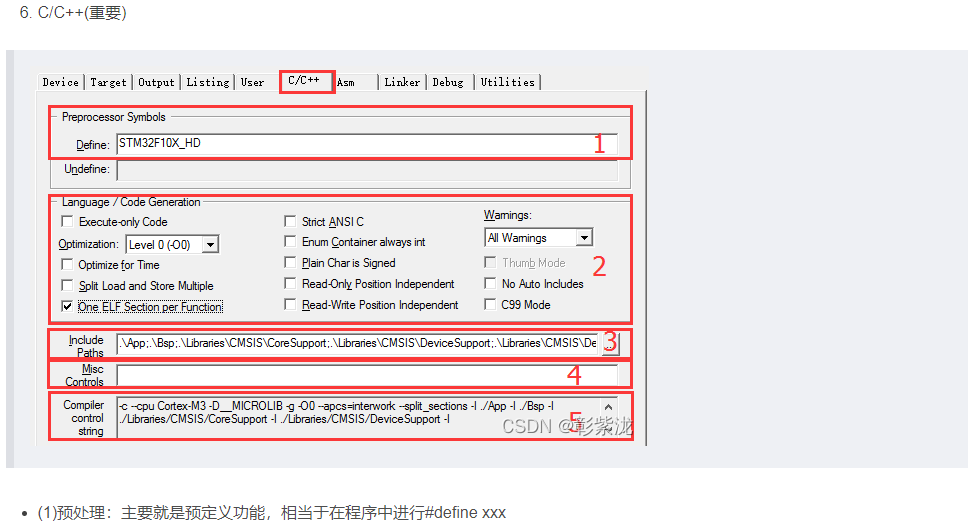 6. C/C++(重要)
Device Target Output Listing User C/C++ Asm Linker Debug Utilities
Preprocessor Symbols
Define: STM32F10X_HD 1
Undefine:
Language / Code Generation
Execute-only Code Strict ANSI C Warnings:
Optimization: Level 0 (-O0) Enum Container always int All Warnings
Optimize for Time Plain Char is Signed Thumb Mode 2
Split Load and Store Multiple Read-Only Position Independent No Auto Includes
One ELF Section per Function Read-Write Position Independent C99 Mode
Include Paths .\App;.\Bsp;.\Libraries\CMSIS\CoreSupport;.\Libraries\CMSIS\DeviceSupport;.\Libraries\CMSIS\De ... 3
Misc Controls 4
Compiler control string -c --cpu Cortex-M3 -D__MICROLIB -g -O0 --apcs=interwork --split_sections -I ./App -I ./Bsp -I
./Libraries/CMSIS/CoreSupport -I ./Libraries/CMSIS/DeviceSupport -I 5
CSDN @彰紫泷
• (1)预处理：主要就是预定义功能，相当于在程序中进行#define xxx